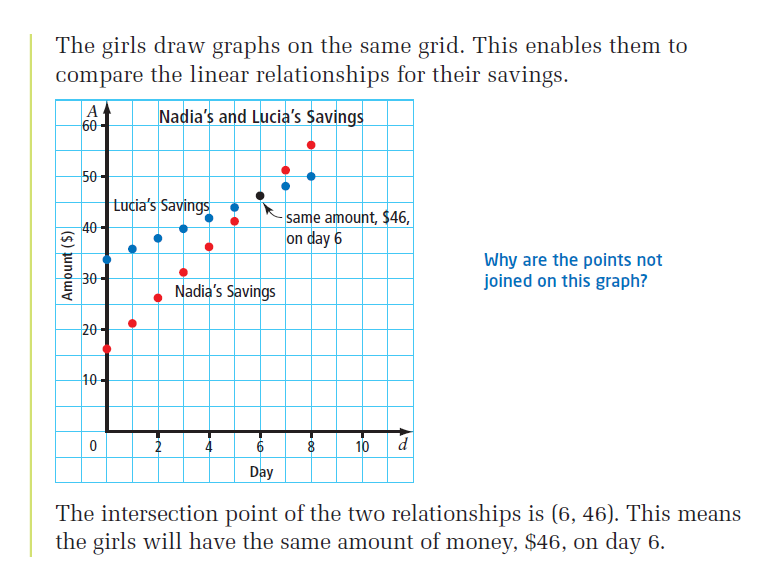 The girls draw graphs on the same grid. This enables them to
compare the linear relationships for their savings.
A
Nadia's and Lucia's Savings
60
50
Lucia's Savings
same amount, $46,
40
on day 6
Amount ($)
30
Nadia's Savings
20
10
0 2 4 6 8 10 d
Day
Why are the points not
joined on this graph?
The intersection point of the two relationships is (6, 46). This means
the girls will have the same amount of money, $46, on day 6.